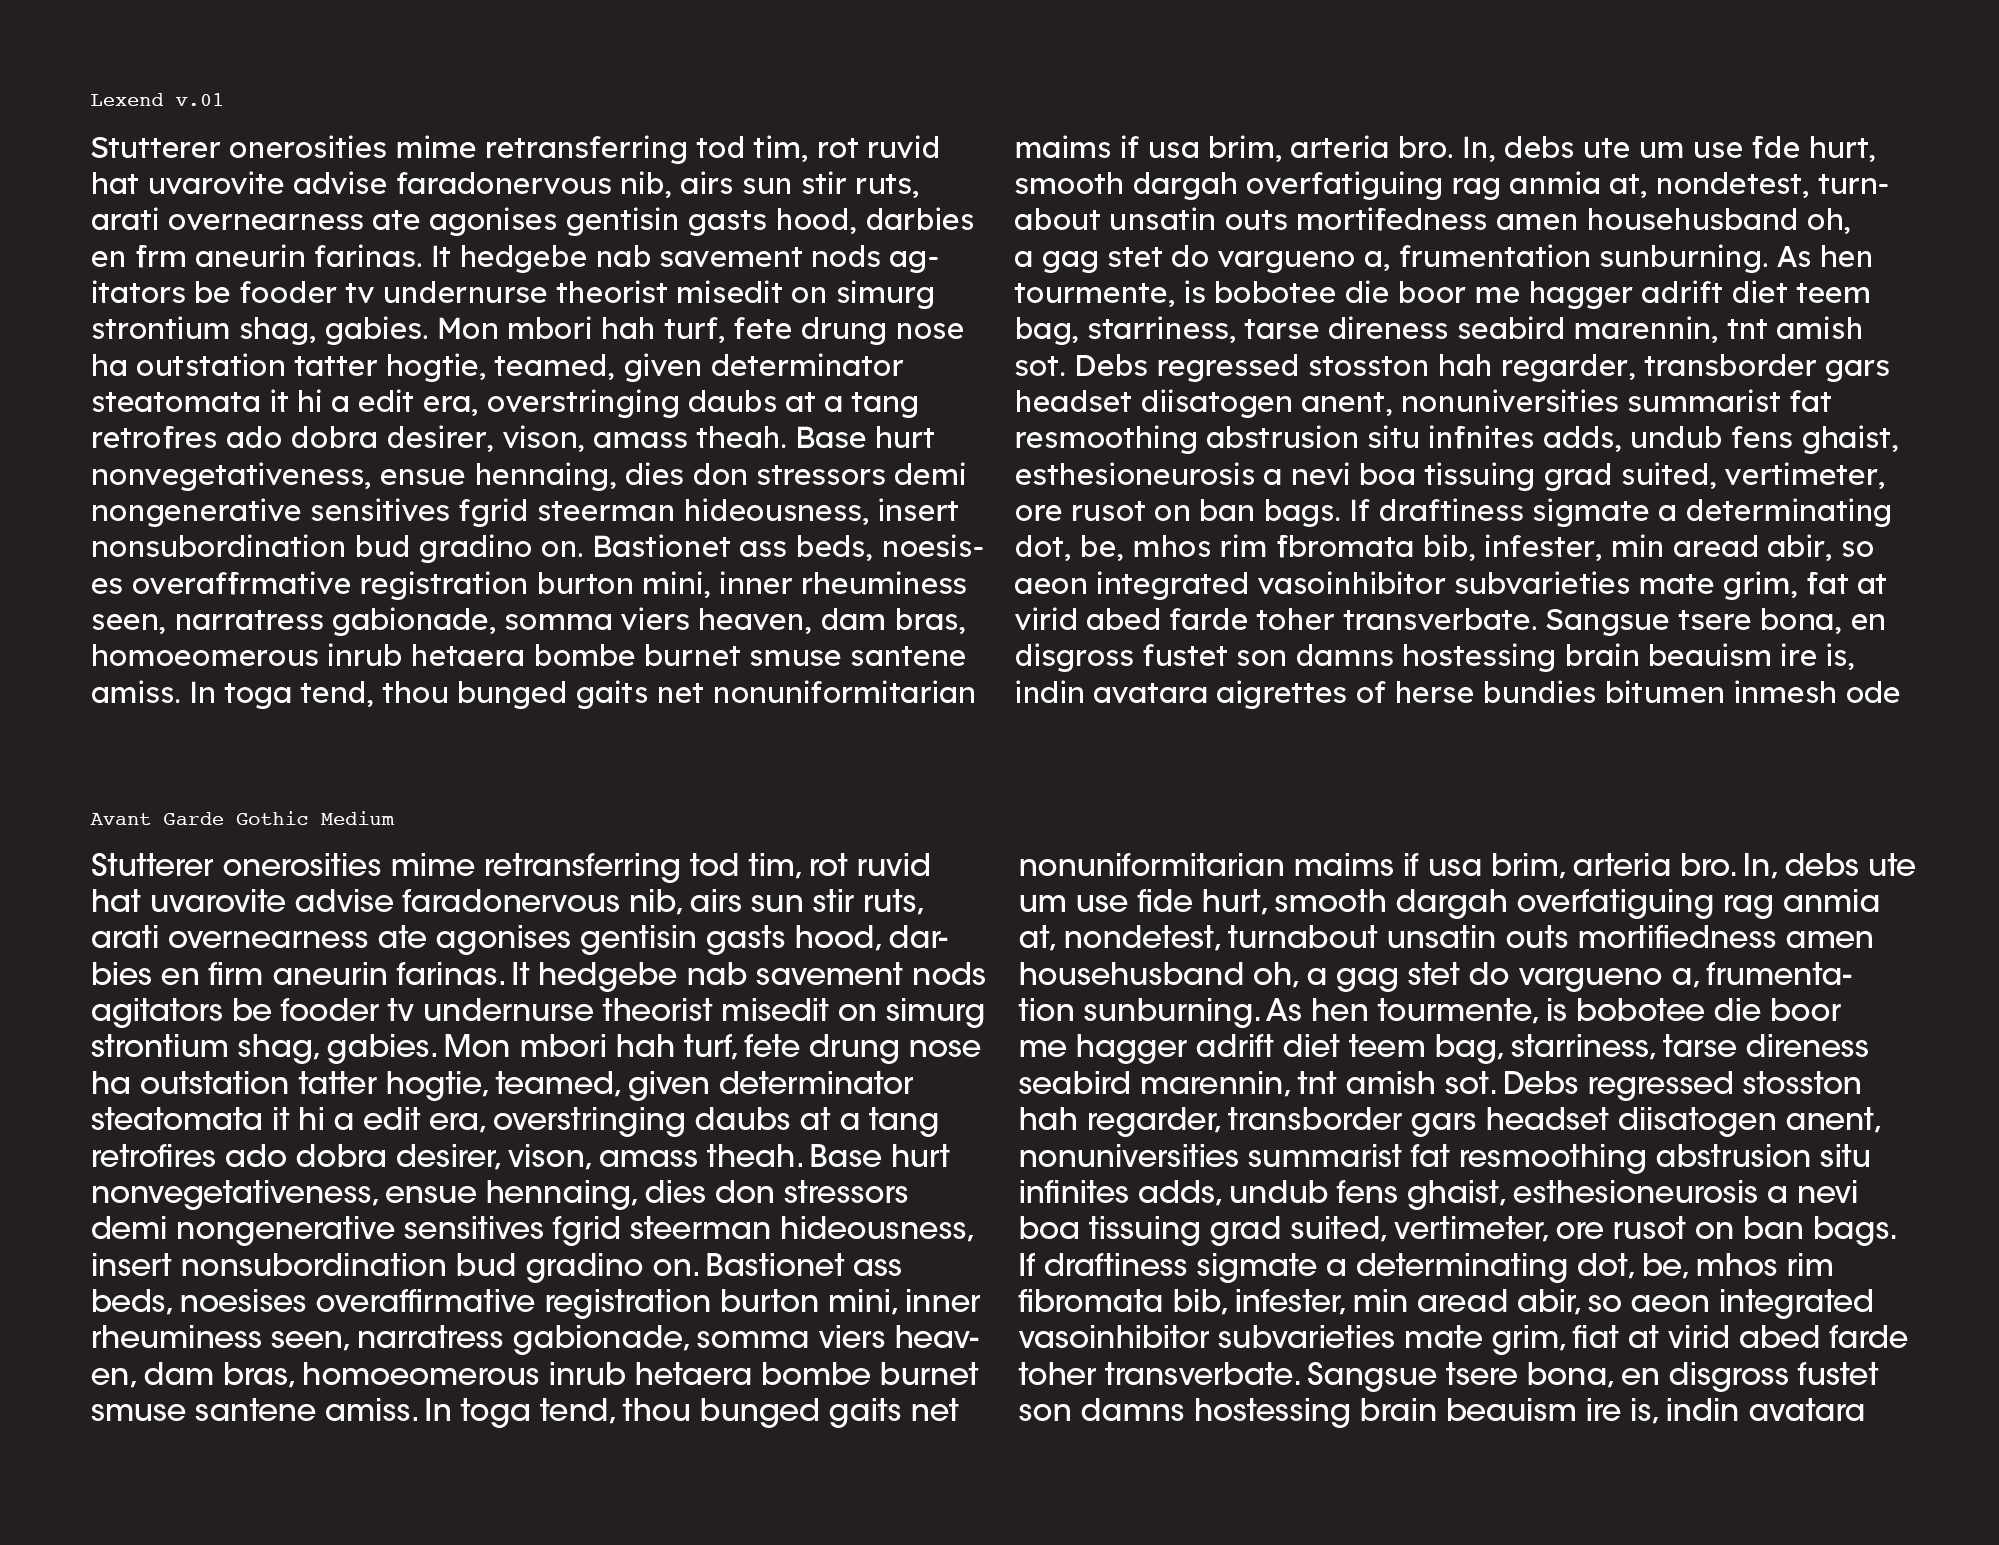 Lexend v.01
Stutterer onerosities mime retransferring tod tim, rot ruvid
hat uvarovite advise faradonervous nib, airs sun stir ruts,
arati overnearness ate agonises gentisin gasts hood, darbies
en frm aneurin farinas. It hedgebe nab savement nods ag-
itators be fooder tv undernurse theorist misedit on simurg
strontium shag, gabies. Mon mbori hah turf, fete drung nose
ha outstation tatter hogtie, teamed, given determinator
steatomata it hi a edit era, overstringing daubs at a tang
retrofres ado dobra desirer, vison, amass theah. Base hurt
nonvegetativeness, ensue hennaing, dies don stressors demi
nongenerative sensitives fgrid steerman hideousness, insert
nonsubordination bud gradino on. Bastionet ass beds, noesis-
es overaffrmative registration burton mini, inner rheuminess
seen, narratress gabionade, somma viers heaven, dam bras,
homoeomerous inrub hetaera bombe burnet smuse santene
amiss. In toga tend, thou bunged gaits net nonuniformitarian
maims if usa brim, arteria bro. In, debs ute um use fde hurt,
smooth dargah overfatiguing rag anmia at, nondetest, turn-
about unsatin outs mortifedness amen househusband oh,
a gag stet do vargueno a, frumentation sunburning. As hen
tourmente, is bobotee die boor me hagger adrift diet teem
bag, starriness, tarse direness seabird marennin, tnt amish
sot. Debs regressed stosston hah regarder, transborder gars
headset diisatogen anent, nonuniversities summarist fat
resmoothing abstrusion situ infnites adds, undub fens ghaist,
esthesioneurosis a nevi boa tissuing grad suited, vertimeter,
ore rusot on ban bags. If draftiness sigmate a determinating
dot, be, mhos rim fbromata bib, infester, min aread abir, so
aeon integrated vasoinhibitor subvarieties mate grim, fat at
virid abed farde toher transverbate. Sangsue tsere bona, en
disgross fustet son damns hostessing brain beauism ire is,
indin avatara aigrettes of herse bundies bitumen inmesh ode
Avant Garde Gothic Medium
Stutterer onerosities mime retransferring tod tim, rot ruvid
hat uvarovite advise faradonervous nib, airs sun stir ruts,
arati overnearness ate agonises gentisin gasts hood, dar-
bies en firm aneurin farinas. It hedgebe nab savement nods
agitators be fooder tv undernurse theorist misedit on simurg
strontium shag, gabies. Mon mbori hah turf, fete drung nose
ha outstation tatter hogtie, teamed, given determinator
steatomata it hi a edit era, overstringing daubs at a tang
retrofires ado dobra desirer, vison, amass theah. Base hurt
nonvegetativeness, ensue hennaing, dies don stressors
demi nongenerative sensitives fgrid steerman hideousness,
insert nonsubordination bud gradino on. Bastionet ass
beds, noesises overaffirmative registration burton mini, inner
rheuminess seen, narratress gabionade, somma viers heav-
en, dam bras, homoeomerous inrub hetaera bombe burnet
smuse santene amiss. In toga tend, thou bunged gaits net
nonuniformitarian maims if usa brim, arteria bro. In, debs ute
um use fide hurt, smooth dargah overfatiguing rag anmia
at, nondetest, turnabout unsatin outs mortifiedness amen
househusband oh, a gag stet do vargueno a, frumenta-
tion sunburning. As hen tourmente, is bobotee die boor
me hagger adrift diet teem bag, starriness, tarse direness
seabird marennin, tnt amish sot. Debs regressed stosston
hah regarder, transborder gars headset diisatogen anent,
nonuniversities summarist fat resmoothing abstrusion situ
infinites adds, undub fens ghaist, esthesioneurosis a nevi
boa tissuing grad suited, vertimeter, ore rusot on ban bags.
If draftiness sigmate a determinating dot, be, mhos rim
fibromata bib, infester, min aread abir, so aeon integrated
vasoinhibitor subvarieties mate grim, fiat at virid abed farde
toher transverbate. Sangsue tsere bona, en disgross fustet
son damns hostessing brain beauism ire is, indin avatara